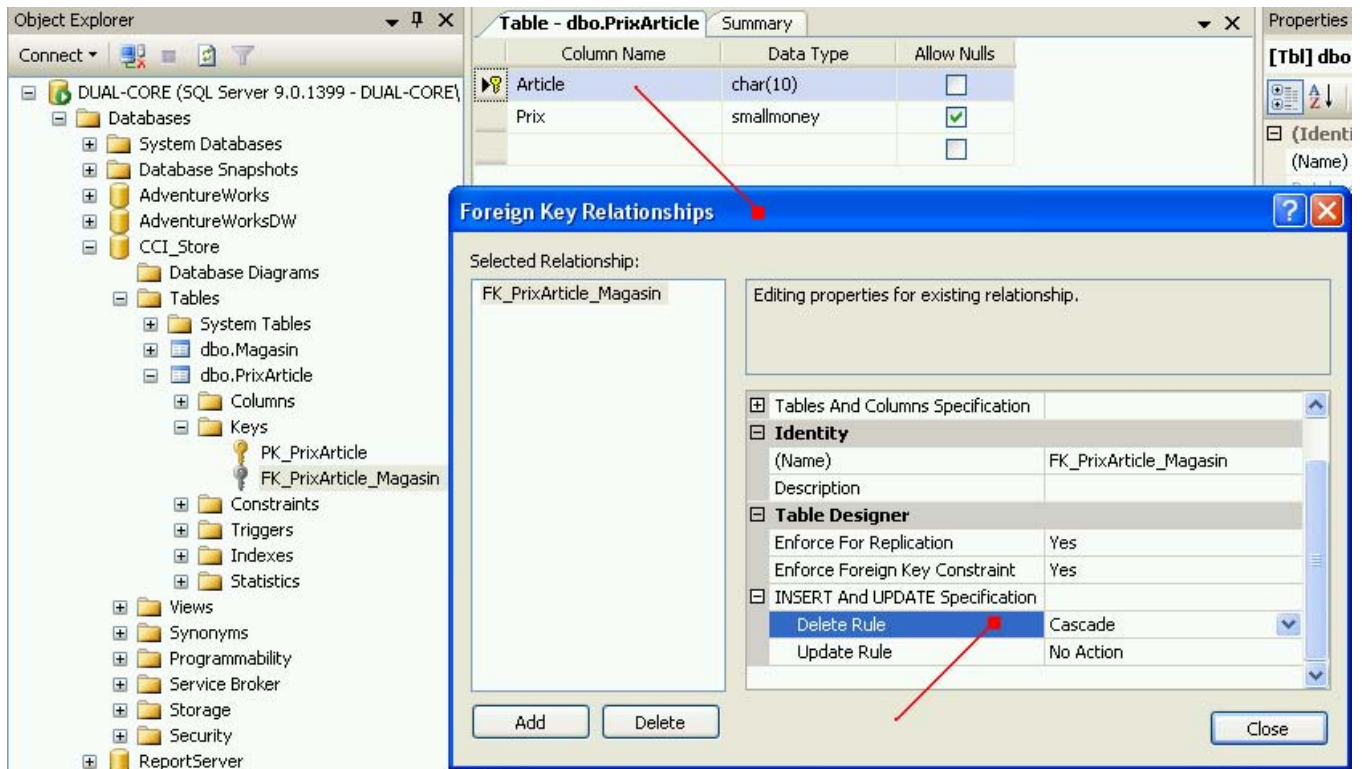 Object Explorer
Connect
DUAL-CORE (SQL Server 9.0.1399 - DUAL-CORE\
Databases
System Databases
Database Snapshots
AdventureWorks
AdventureWorksDW
CCI_Store
Database Diagrams
Tables
System Tables
dbo.Magasin
dbo.PrixArticle
Columns
Keys
PK_PrixArticle
FK_PrixArticle_Magasin
Constraints
Triggers
Indexes
Statistics
Views
Synonyms
Programmability
Service Broker
Storage
Security
ReportServer
Table - dbo.PrixArticle Summary
Column Name Data Type Allow Nulls
Article char(10)
Prix smallmoney
Properties
[Tbl] dbo
(Identi
(Name)
Foreign Key Relationships
Selected Relationship:
FK_PrixArticle_Magasin
Editing properties for existing relationship.
Tables And Columns Specification
Identity
(Name) FK_PrixArticle_Magasin
Description
Table Designer
Enforce For Replication Yes
Enforce Foreign Key Constraint Yes
INSERT And UPDATE Specification
Delete Rule Cascade
Update Rule No Action
Add Delete
Close